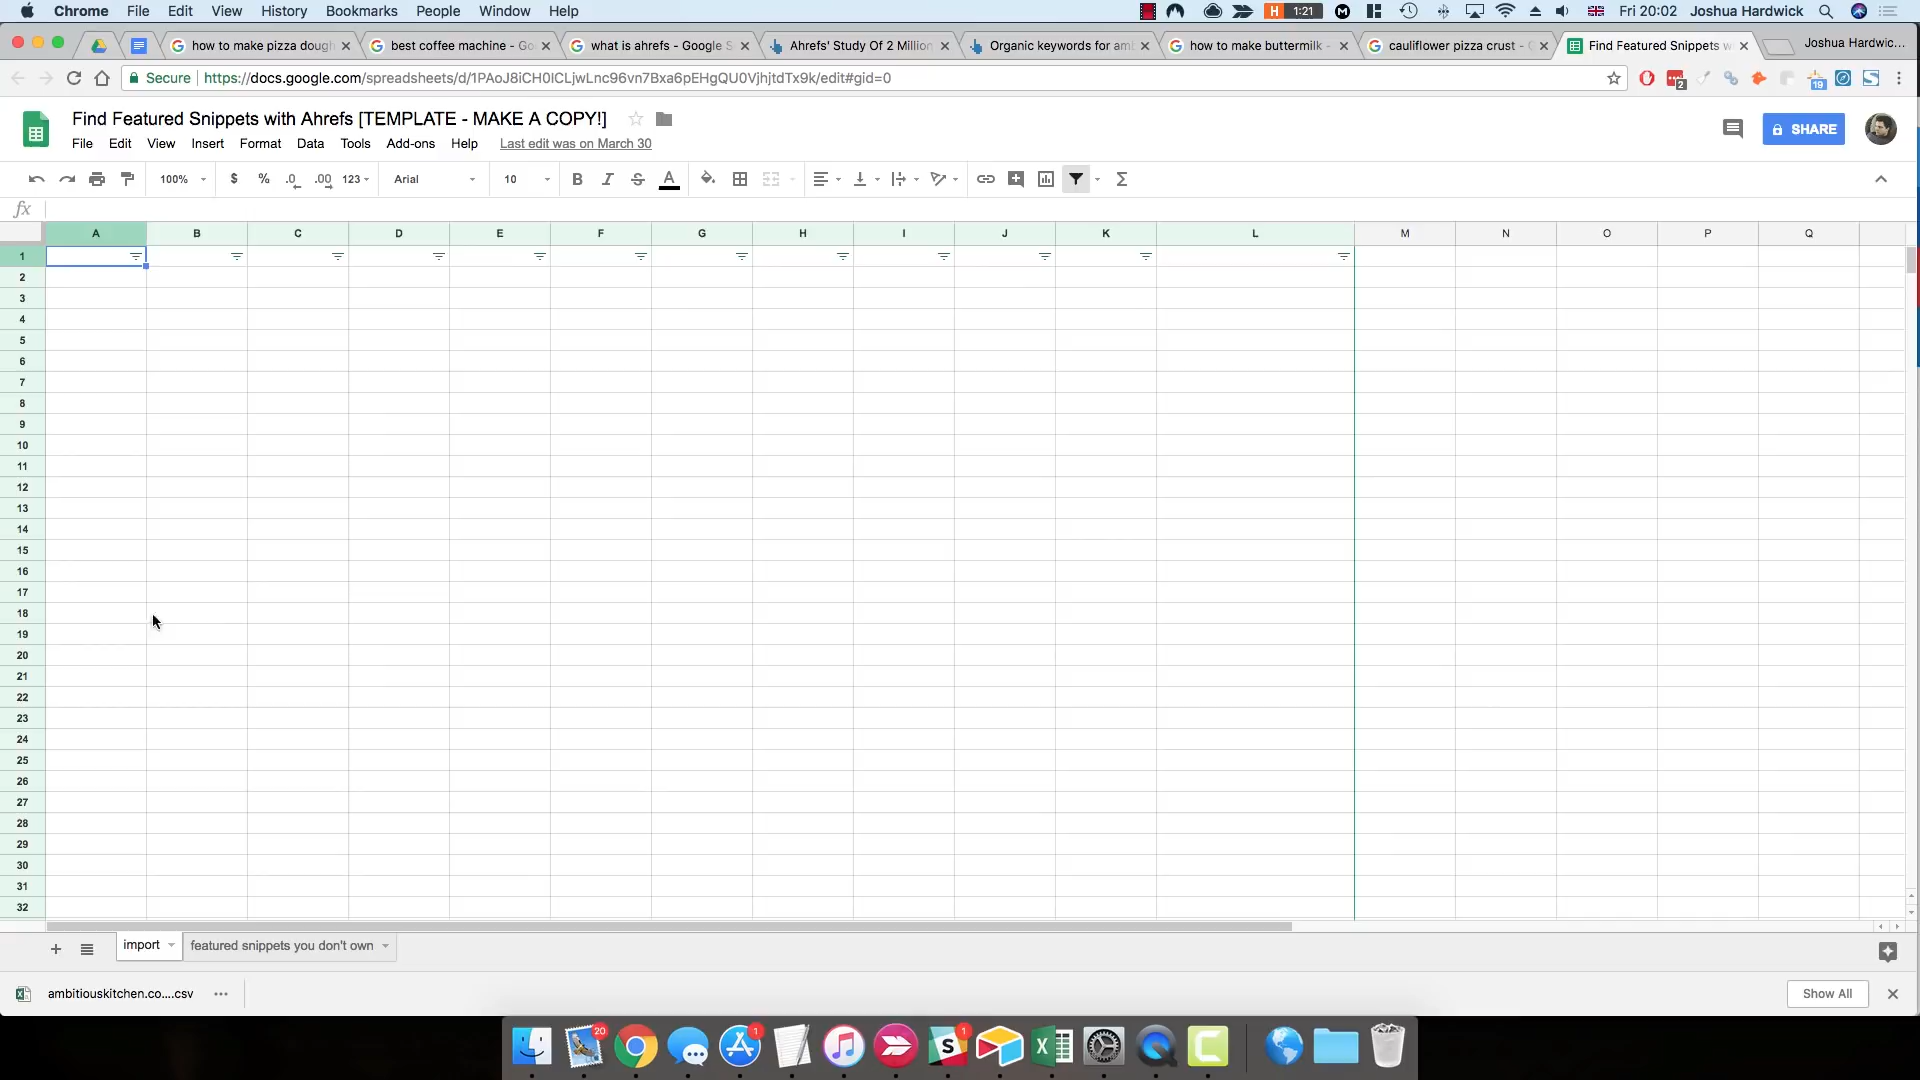 Chrome File Edit View History Bookmarks People Window Help H 1:21 Fri 20:02 Joshua Hardwick
how to make pizza dough best coffee machine - Go what is ahrefs - Google S Ahrefs' Study Of 2 Million Organic keywords for amb how to make buttermilk - cauliflower pizza crust - Find Featured Snippets w Joshua Hardwic...
Secure https://docs.google.com/spreadsheets/d/1PAoJ8iCH0lCLjwLnc96vn7Bxa6pEHgQU0VjhjtdTx9k/edit#gid=0 2 19
Find Featured Snippets with Ahrefs [TEMPLATE - MAKE A COPY!]
SHARE
File Edit View Insert Format Data Tools Add-ons Help Last edit was on March 30
100% $ % .0 .00 123 Arial 10 B I S A Σ
fx
A B C D E F G H I J K L M N O P Q
1
2
3
4
5
6
7
8
9
10
11
12
13
14
15
16
17
18
19
20
21
22
23
24
25
26
27
28
29
30
31
32
+ import featured snippets you don't own
ambitiouskitchen.co....csv ... Show All
20 1 S 1 X